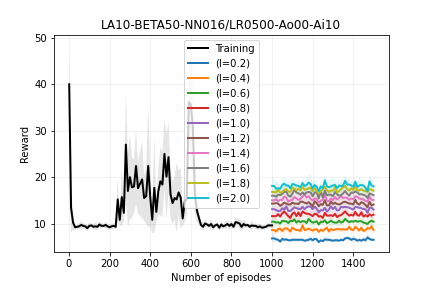 LA10-BETA50-NN016/LR0500-Ao00-Ai10
50
40
30
20
10
Reward
Training
(l=0.2)
(l=0.4)
(l=0.6)
(l=0.8)
(l=1.0)
(l=1.2)
(l=1.4)
(l=1.6)
(l=1.8)
(l=2.0)
0 200 400 600 800 1000 1200 1400
Number of episodes